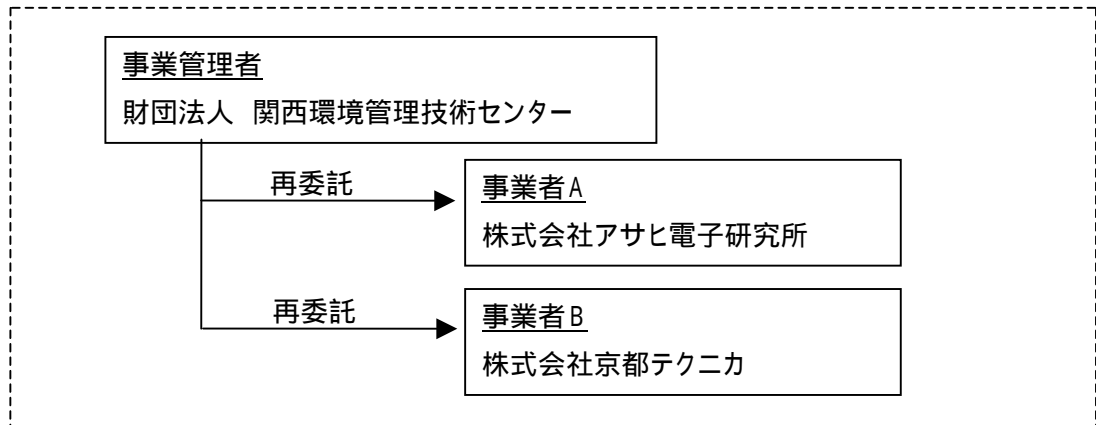 事業管理者
財団法人 関西環境管理技術センター
再委託
事業者A
株式会社アサヒ電子研究所
再委託
事業者B
株式会社京都テクニカ